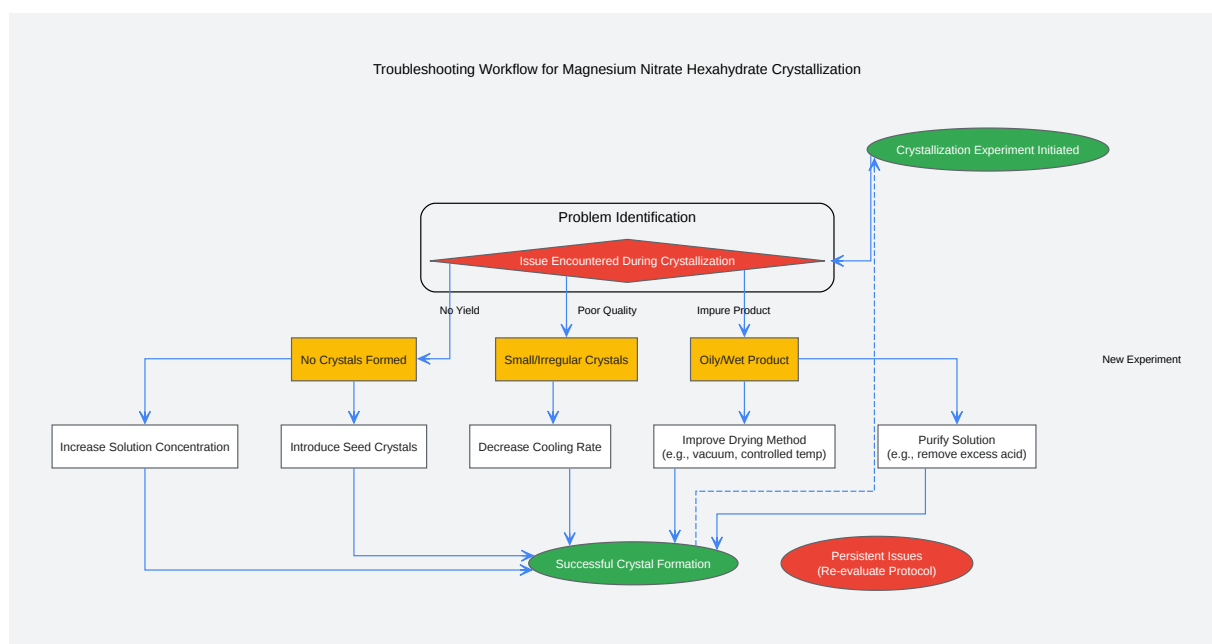 Troubleshooting Workflow for Magnesium Nitrate Hexahydrate Crystallization
Crystallization Experiment Initiated
Problem Identification
Issue Encountered During Crystallization
No Yield
Poor Quality
Impure Product
No Crystals Formed
Small/Irregular Crystals
Oily/Wet Product
New Experiment
Increase Solution Concentration
Introduce Seed Crystals
Decrease Cooling Rate
Improve Drying Method
(e.g., vacuum, controlled temp)
Purify Solution
(e.g., remove excess acid)
Successful Crystal Formation
Persistent Issues
(Re-evaluate Protocol)